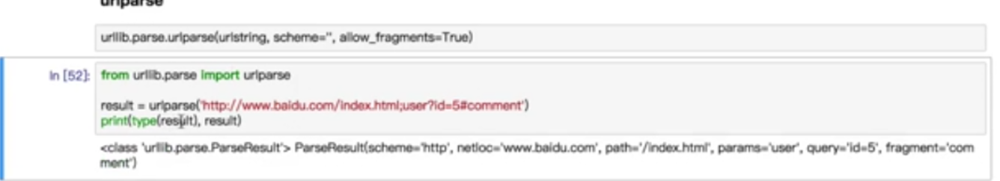 urlparse
urllib.parse.urlparse(urlstring, scheme='', allow_fragments=True)
In [52]:
from urllib.parse import urlparse
result = urlparse('http://www.baidu.com/index.html;user?id=5#comment')
print(type(result), result)
<class 'urllib.parse.ParseResult'> ParseResult(scheme='http', netloc='www.baidu.com', path='/index.html', params='user', query='id=5', fragment='com
ment')